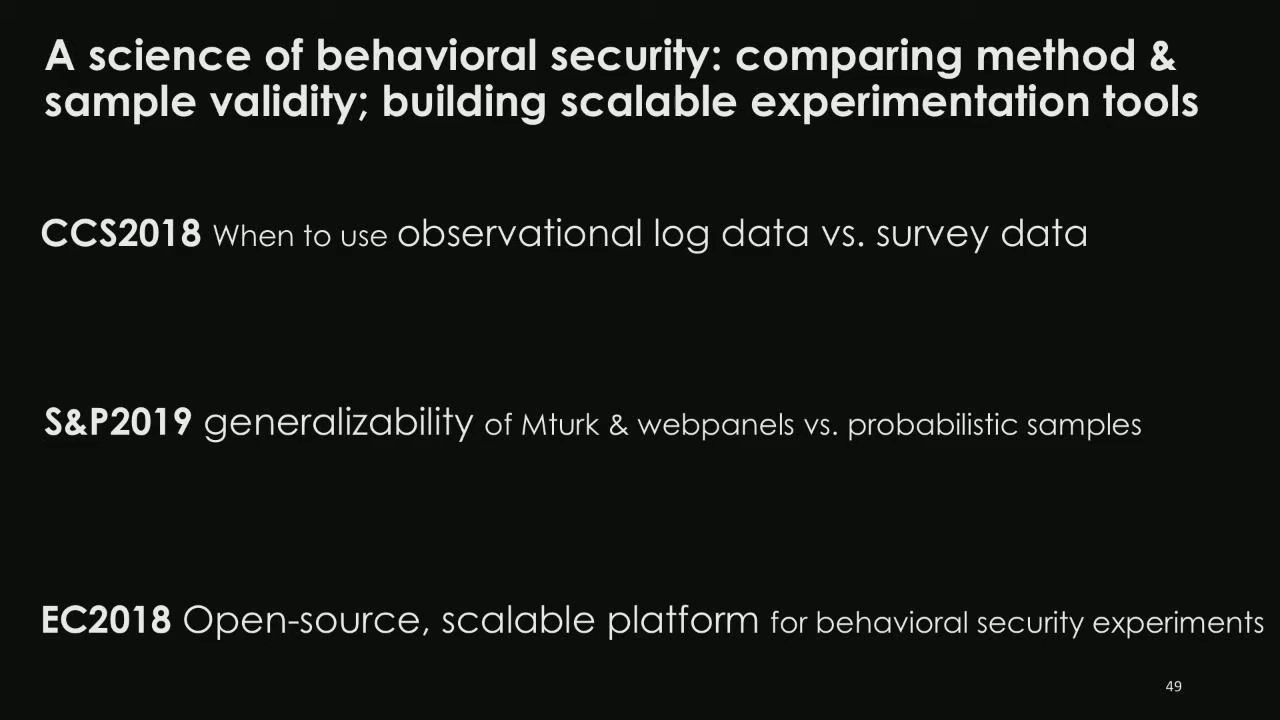 A science of behavioral security: comparing method &
sample validity; building scalable experimentation tools
CCS2018 When to use observational log data vs. survey data
S&P2019 generalizability of Mturk & webpanels vs. probabilistic samples
EC2018 Open-source, scalable platform for behavioral security experiments
49